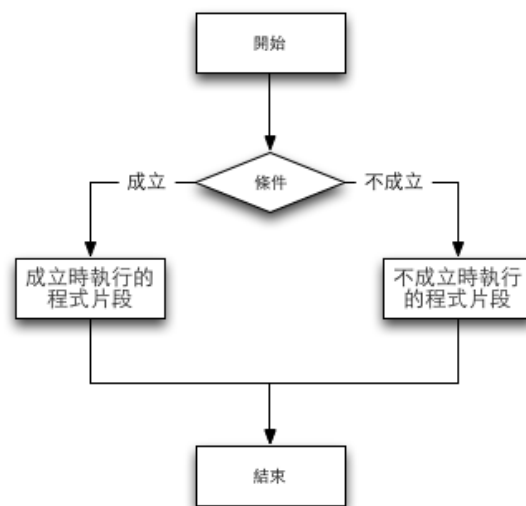 開始
成立
條件
不成立
成立時執行的
程式片段
不成立時執行
的程式片段
結束